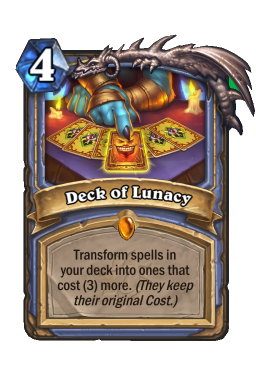 4
Deck of Lunacy
Transform spells in
your deck into ones that
cost (3) more. (They keep
their original Cost.)